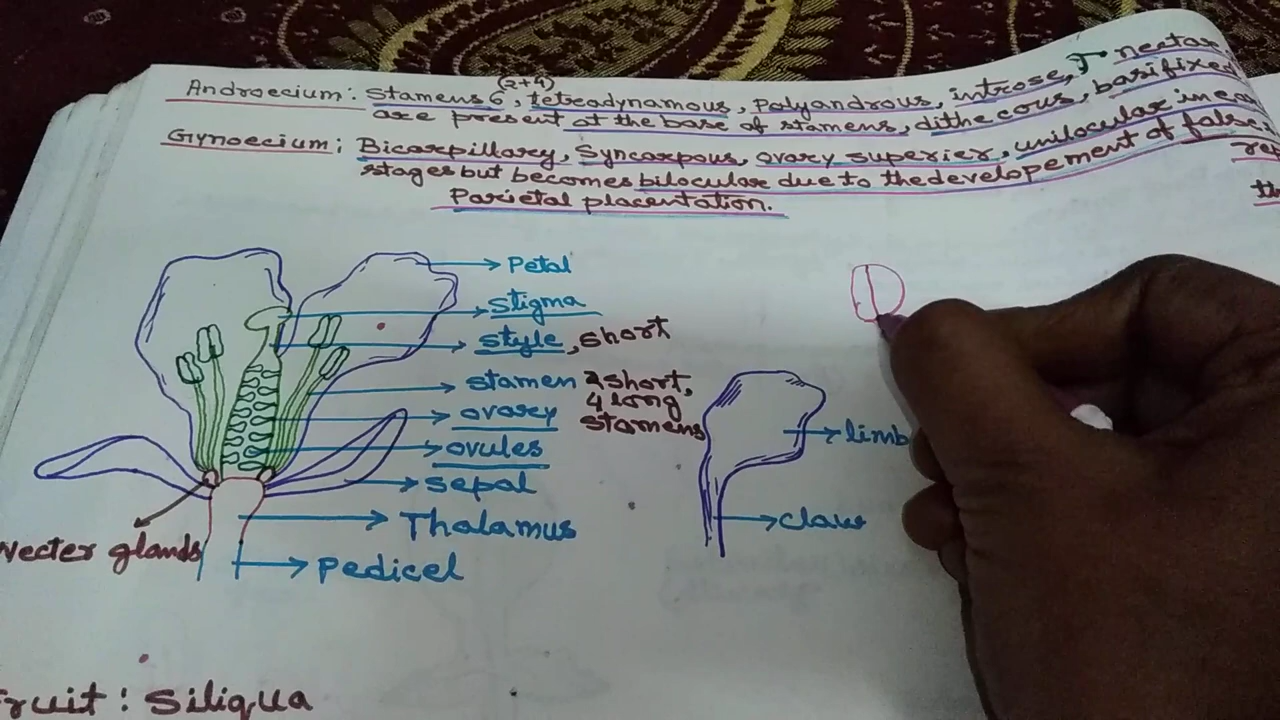 (2+4)
Androecium: Stamens 6, tetradynamous, Polyandrous, introse, nectar
are present at the base of stamens, dithecous, basifixed
Gynoecium: Bicarpillary, Syncarpous, ovary superier, unilocular in
stages but becomes bilocular due to the developement of false
Parietal placentation.
Petal
Stigma
style, short
stamen 2 short,
4 long
stamens
ovary
ovules
sepal
Thalamus
Pedicel
Necter glands
limb
claw
Fruit: Siliqua